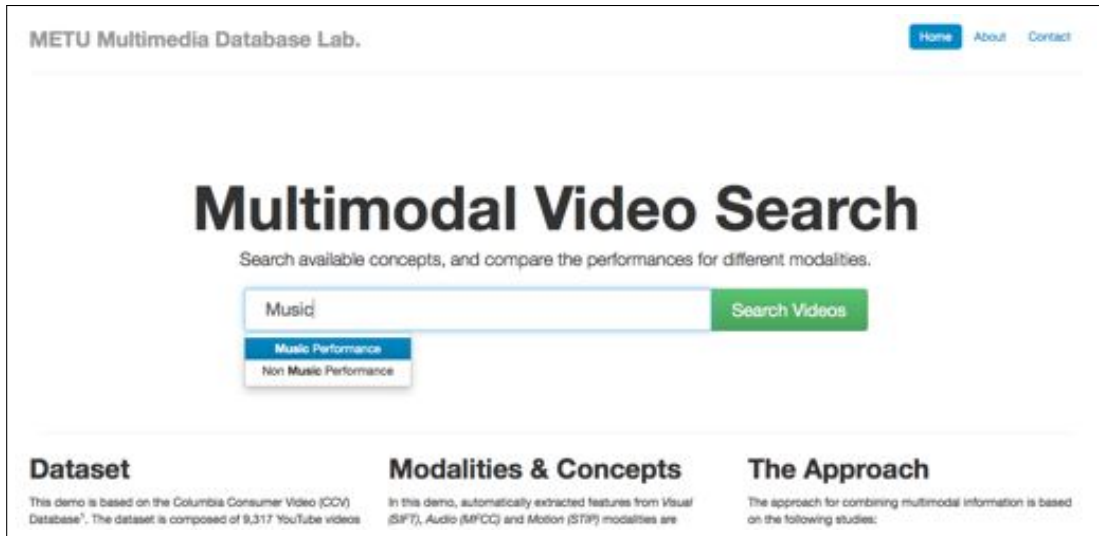 METU Multimedia Database Lab.
Home About Contact
Multimodal Video Search
Search available concepts, and compare the performances for different modalities.
Music Search Videos
Music Performance
Non Music Performance
Dataset
This demo is based on the Columbia Consumer Video (CCV)
Database¹. The dataset is composed of 9,317 YouTube videos
Modalities & Concepts
In this demo, automatically extracted features from Visual
(SIFT), Audio (MFCC) and Motion (STIP) modalities are
The Approach
The approach for combining multimodal information is based
on the following studies: